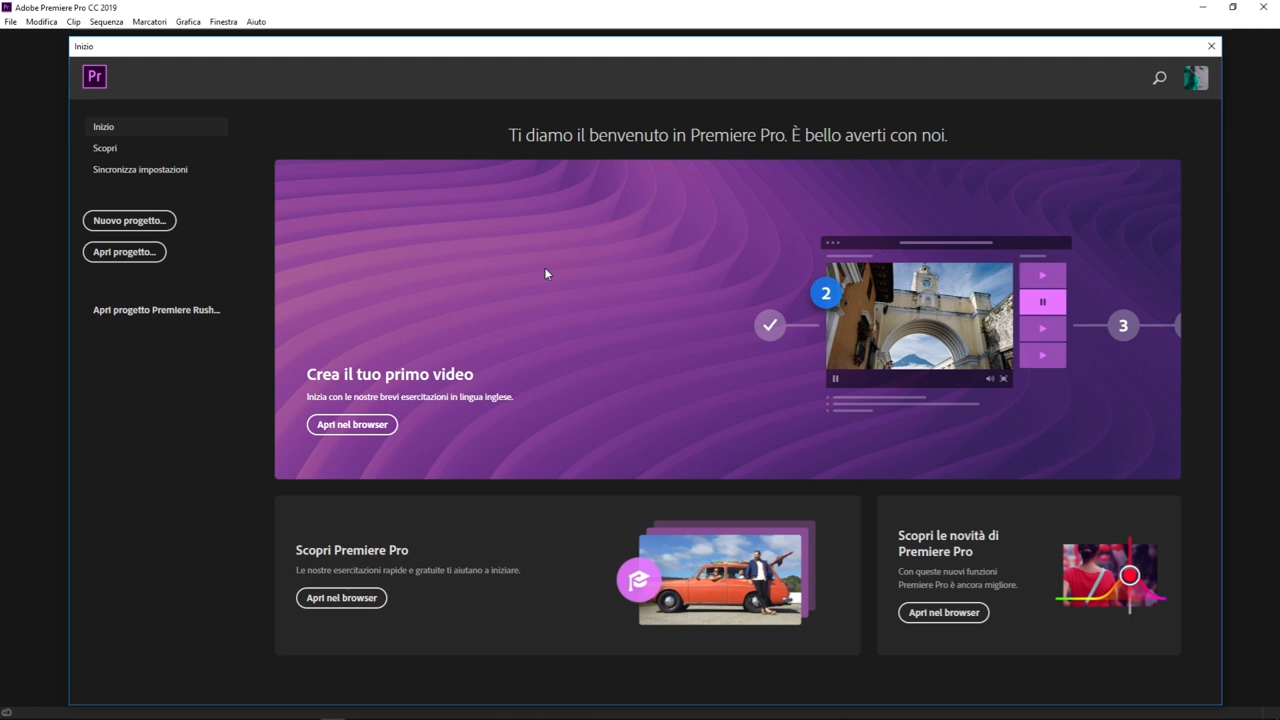 Adobe Premiere Pro CC 2019
File Modifica Clip Sequenza Marcatori Grafica Finestra Aiuto
Inizio
Pr
Inizio
Scopri
Sincronizza impostazioni
Nuovo progetto...
Apri progetto...
Apri progetto Premiere Rush...
Ti diamo il benvenuto in Premiere Pro. È bello averti con noi.
2
3
Crea il tuo primo video
Inizia con le nostre brevi esercitazioni in lingua inglese.
Apri nel browser
Scopri Premiere Pro
Le nostre esercitazioni rapide e gratuite ti aiutano a iniziare.
Apri nel browser
Scopri le novità di
Premiere Pro
Con queste nuovi funzioni
Premiere Pro è ancora migliore.
Apri nel browser